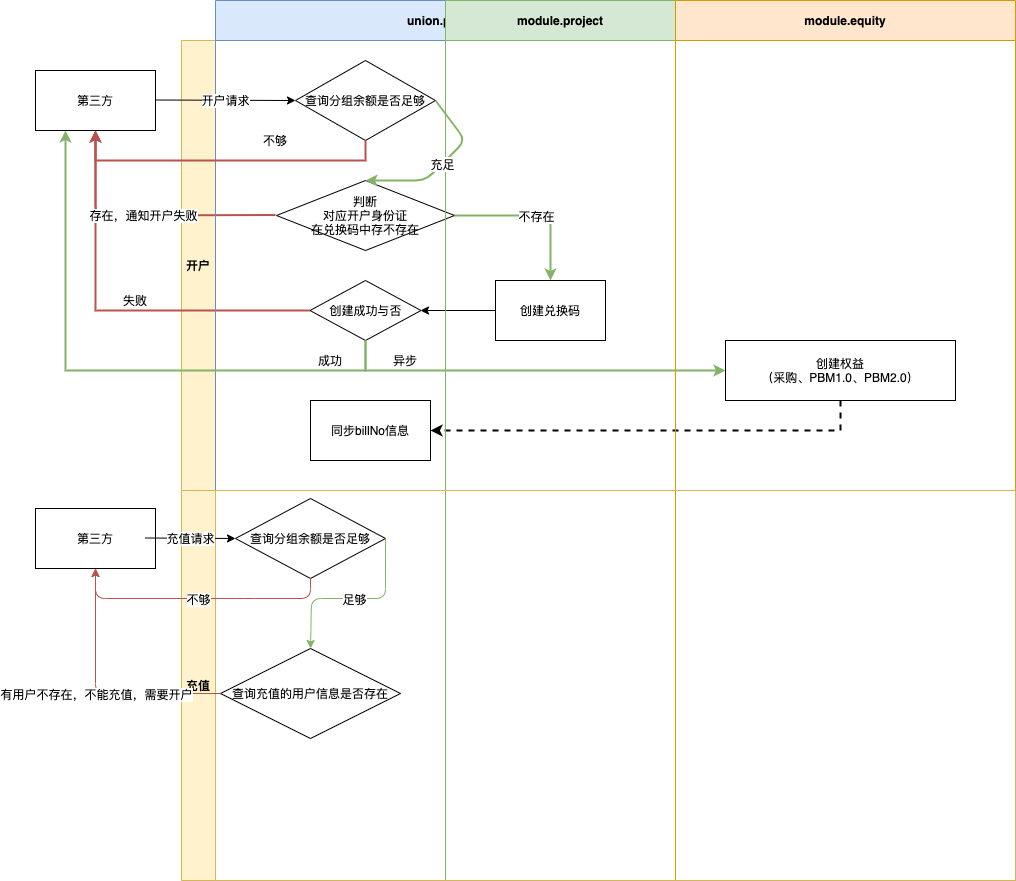 union.p
module.project
module.equity
第三方
开户请求
查询分组余额是否足够
不够
充足
判断
对应开户身份证
在兑换码中存不存在
存在，通知开户失败
不存在
开户
失败
创建成功与否
创建兑换码
成功
异步
创建权益
（采购、PBM1.0、PBM2.0）
同步billNo信息
第三方
充值请求
查询分组余额是否足够
不够
足够
充值
有用户不存在，不能充值，需要开户
查询充值的用户信息是否存在